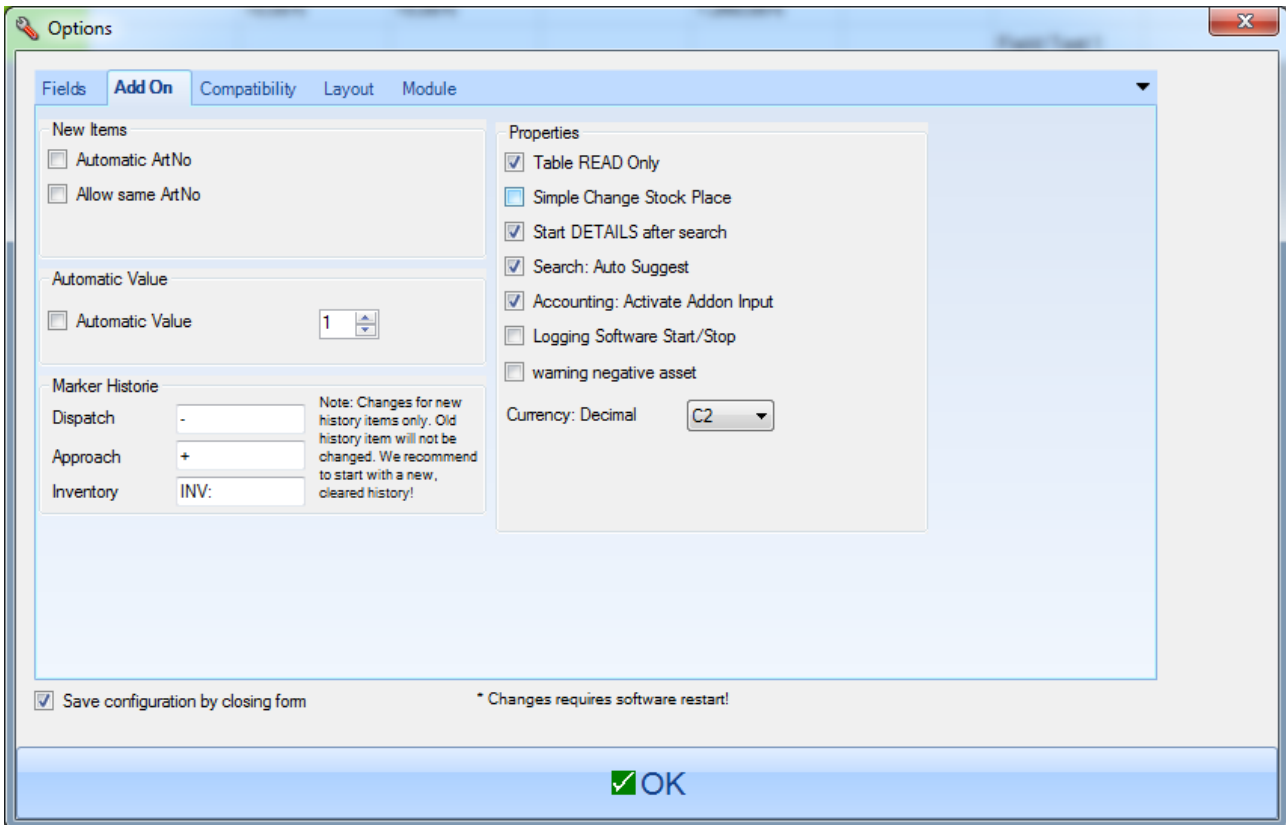 Options
Fields Add On Compatibility Layout Module
New Items
Automatic ArtNo
Allow same ArtNo
Automatic Value
Automatic Value 1
Marker Historie
Dispatch -
Approach +
Inventory INV:
Note: Changes for new
history items only. Old
history item will not be
changed. We recommend
to start with a new,
cleared history!
Properties
Table READ Only
Simple Change Stock Place
Start DETAILS after search
Search: Auto Suggest
Accounting: Activate Addon Input
Logging Software Start/Stop
warning negative asset
Currency: Decimal C2
Save configuration by closing form
* Changes requires software restart!
OK